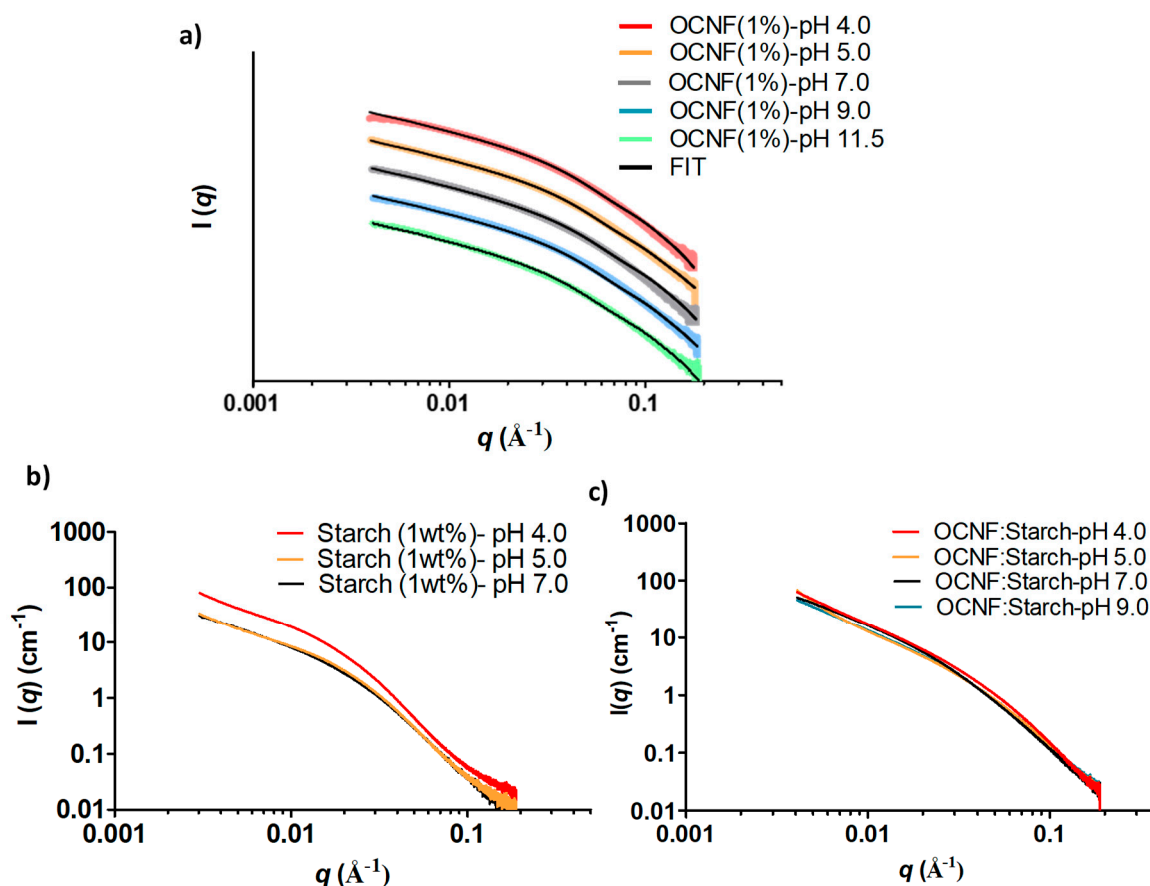 a)
OCNF(1%)-pH 4.0
OCNF(1%)-pH 5.0
OCNF(1%)-pH 7.0
OCNF(1%)-pH 9.0
OCNF(1%)-pH 11.5
FIT
I (q)
0.001 0.01 0.1
q (Å-1)
b)
Starch (1wt%)- pH 4.0
Starch (1wt%)- pH 5.0
Starch (1wt%)- pH 7.0
I (q) (cm-1)
1000
100
10
1
0.1
0.01
0.001 0.01 0.1
q (Å-1)
c)
OCNF:Starch-pH 4.0
OCNF:Starch-pH 5.0
OCNF:Starch-pH 7.0
OCNF:Starch-pH 9.0
I(q) (cm-1)
1000
100
10
1
0.1
0.01
0.001 0.01 0.1
q (Å-1)